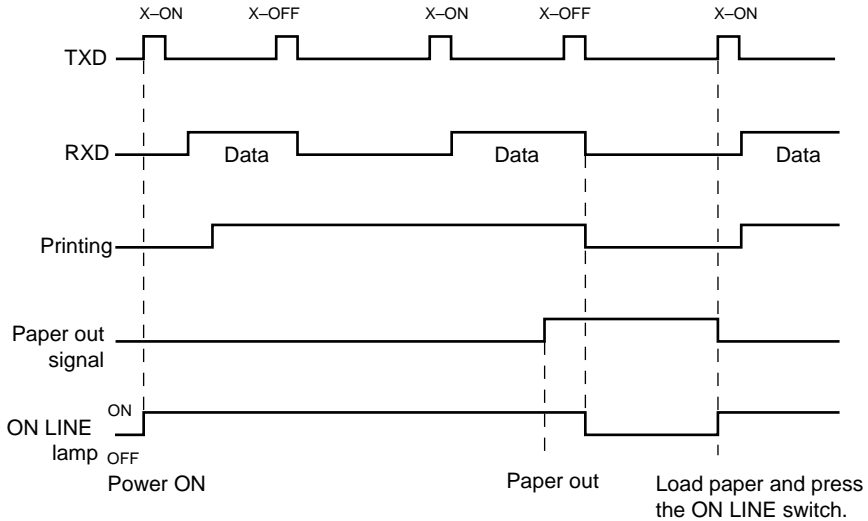 X–ON X–OFF X–ON X–OFF X–ON
TXD
RXD
Data Data Data
Printing
Paper out
signal
ON
ON LINE
lamp
OFF
Power ON
Paper out
Load paper and press
the ON LINE switch.